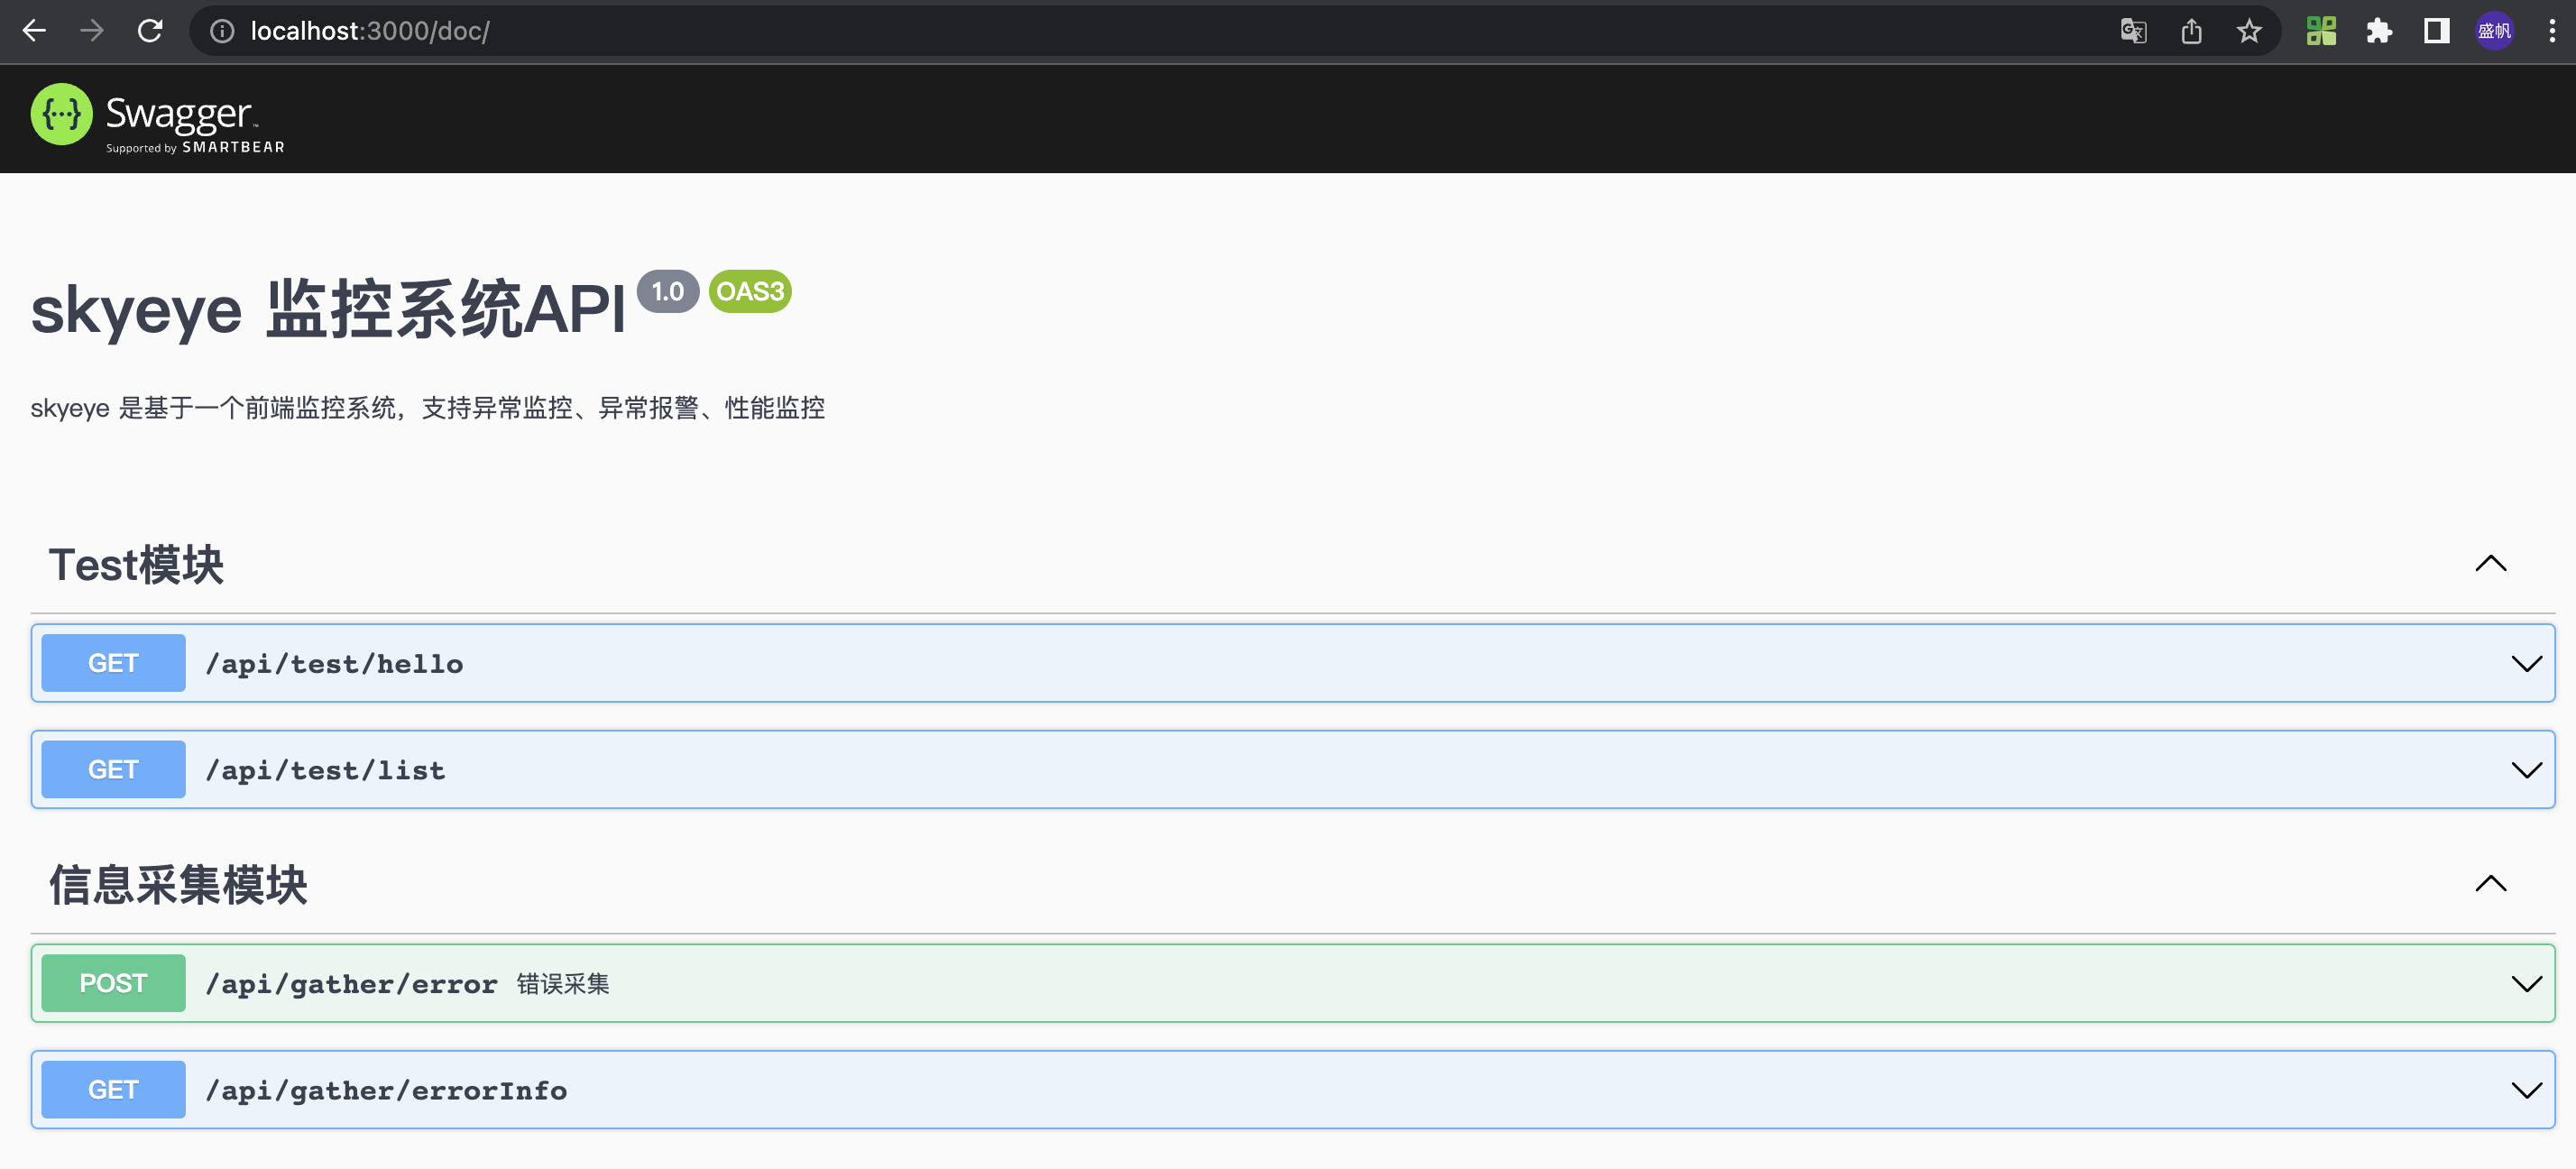 localhost:3000/doc/
盛帆
Swagger™
Supported by SMARTBEAR
skyeye 监控系统API 1.0 OAS3
skyeye 是基于一个前端监控系统，支持异常监控、异常报警、性能监控
Test模块
GET /api/test/hello
GET /api/test/list
信息采集模块
POST /api/gather/error 错误采集
GET /api/gather/errorInfo